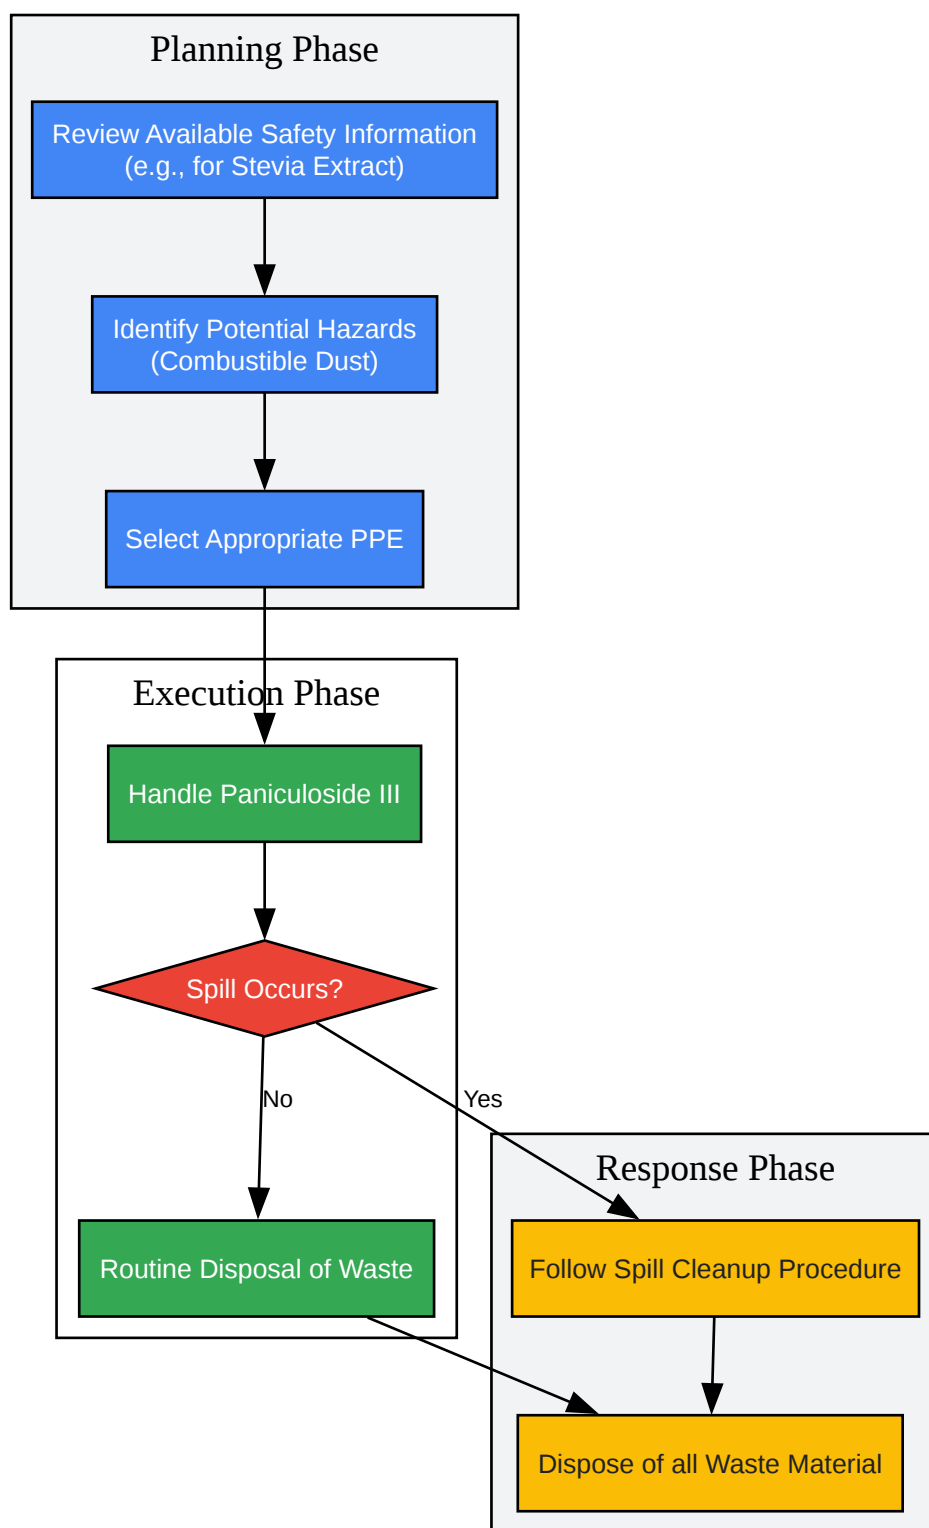 Planning Phase
Review Available Safety Information
(e.g., for Stevia Extract)
Identify Potential Hazards
(Combustible Dust)
Select Appropriate PPE
Execution Phase
Handle Paniculoside III
Spill Occurs?
No
Yes
Response Phase
Routine Disposal of Waste
Follow Spill Cleanup Procedure
Dispose of all Waste Material